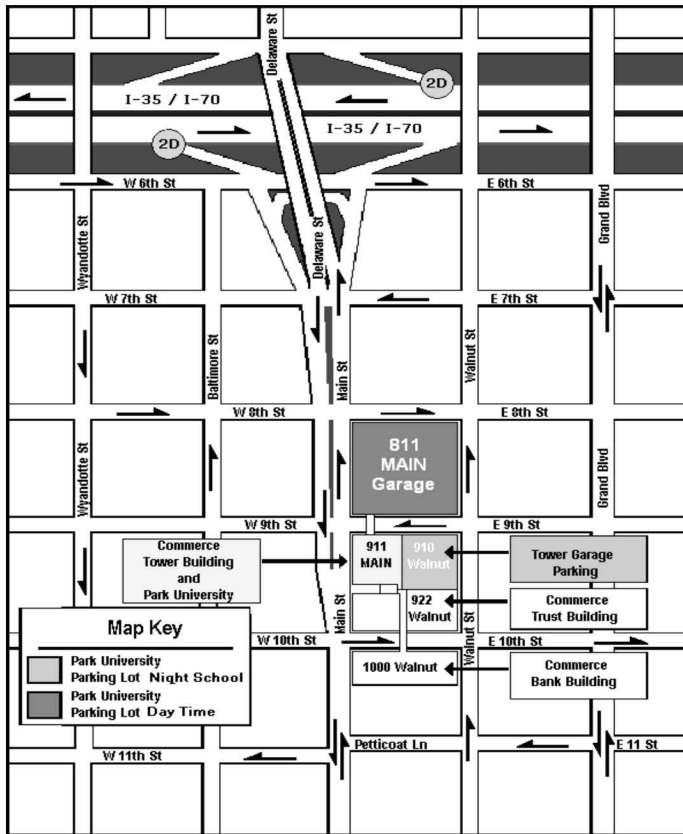 Delaware St
2D
I-35 / I-70
I-35 / I-70
2D
W 6th St
E 6th St
Wyandotte St
Delaware St
Grand Blvd
W 7th St
E 7th St
Baltimore St
Main St
Walnut St
W 8th St
E 8th St
811
MAIN
Garage
Wyandotte St
Grand Blvd
W 9th St
E 9th St
Commerce
Tower Building
and
Park University
911
MAIN
910
Walnut
Tower Garage
Parking
922
Walnut
Commerce
Trust Building
Main St
Walnut St
W 10th St
E 10th St
1000 Walnut
Commerce
Bank Building
Map Key
Park University
Parking Lot Night School
Park University
Parking Lot Day Time
W 11th St
Petticoat Ln
E 11 St